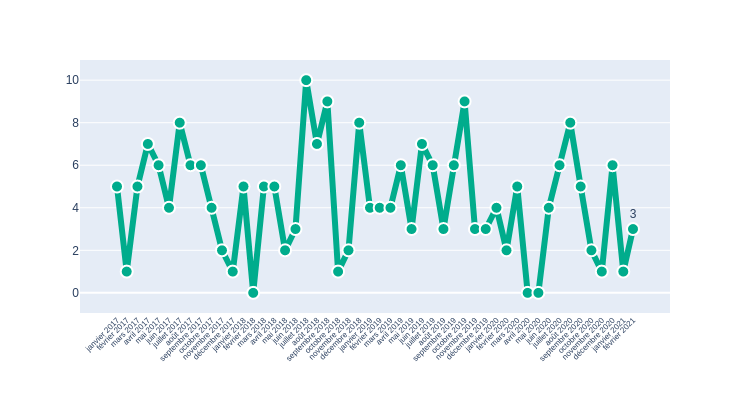 10
8
6
4
2
0
3
janvier 2017
février 2017
mars 2017
avril 2017
mai 2017
juin 2017
juillet 2017
août 2017
septembre 2017
octobre 2017
novembre 2017
décembre 2017
janvier 2018
février 2018
mars 2018
avril 2018
mai 2018
juin 2018
juillet 2018
août 2018
septembre 2018
octobre 2018
novembre 2018
décembre 2018
janvier 2019
février 2019
mars 2019
avril 2019
mai 2019
juin 2019
juillet 2019
août 2019
septembre 2019
octobre 2019
novembre 2019
décembre 2019
janvier 2020
février 2020
mars 2020
avril 2020
mai 2020
juin 2020
juillet 2020
août 2020
septembre 2020
octobre 2020
novembre 2020
décembre 2020
janvier 2021
février 2021